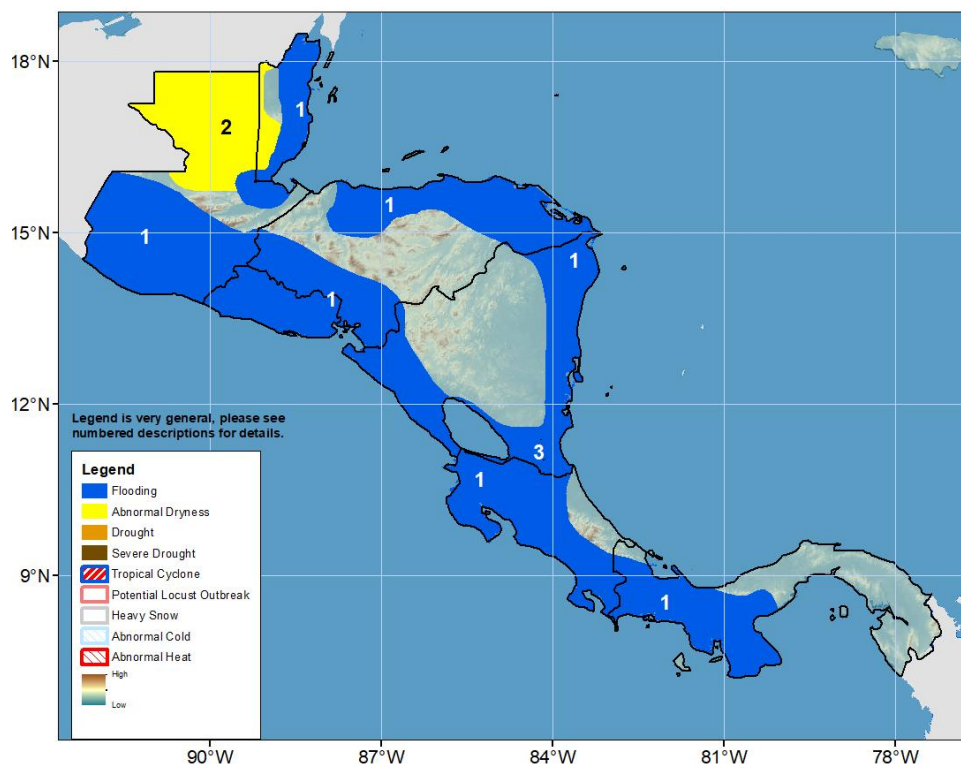 18°N
1
2
15°N
1
1
1
1
12°N
Legend is very general, please see
numbered descriptions for details.
3
1
Legend
Flooding
Abnormal Dryness
Drought
Severe Drought
Tropical Cyclone
Potential Locust Outbreak
Heavy Snow
Abnormal Cold
Abnormal Heat
High
Low
9°N
1
90°W 87°W 84°W 81°W 78°W